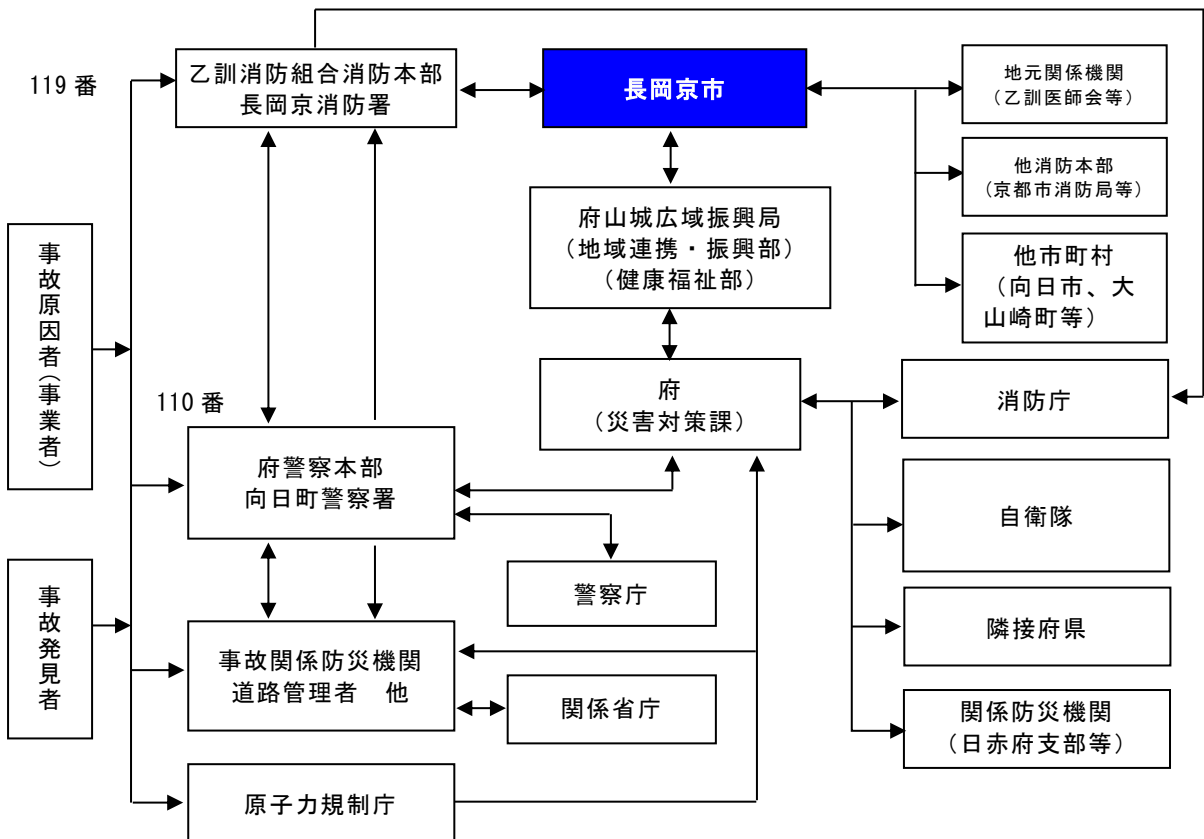 119番
乙訓消防組合消防本部
長岡京消防署
長岡京市
地元関係機関
（乙訓医師会等）
他消防本部
（京都市消防局等）
府山城広域振興局
（地域連携・振興部）
（健康福祉部）
他市町村
（向日市、大
山崎町等）
事故原因者（事業者）
府
（災害対策課）
消防庁
110番
府警察本部
向日町警察署
自衛隊
警察庁
事故発見者
隣接府県
事故関係防災機関
道路管理者　他
関係省庁
関係防災機関
（日赤府支部等）
原子力規制庁